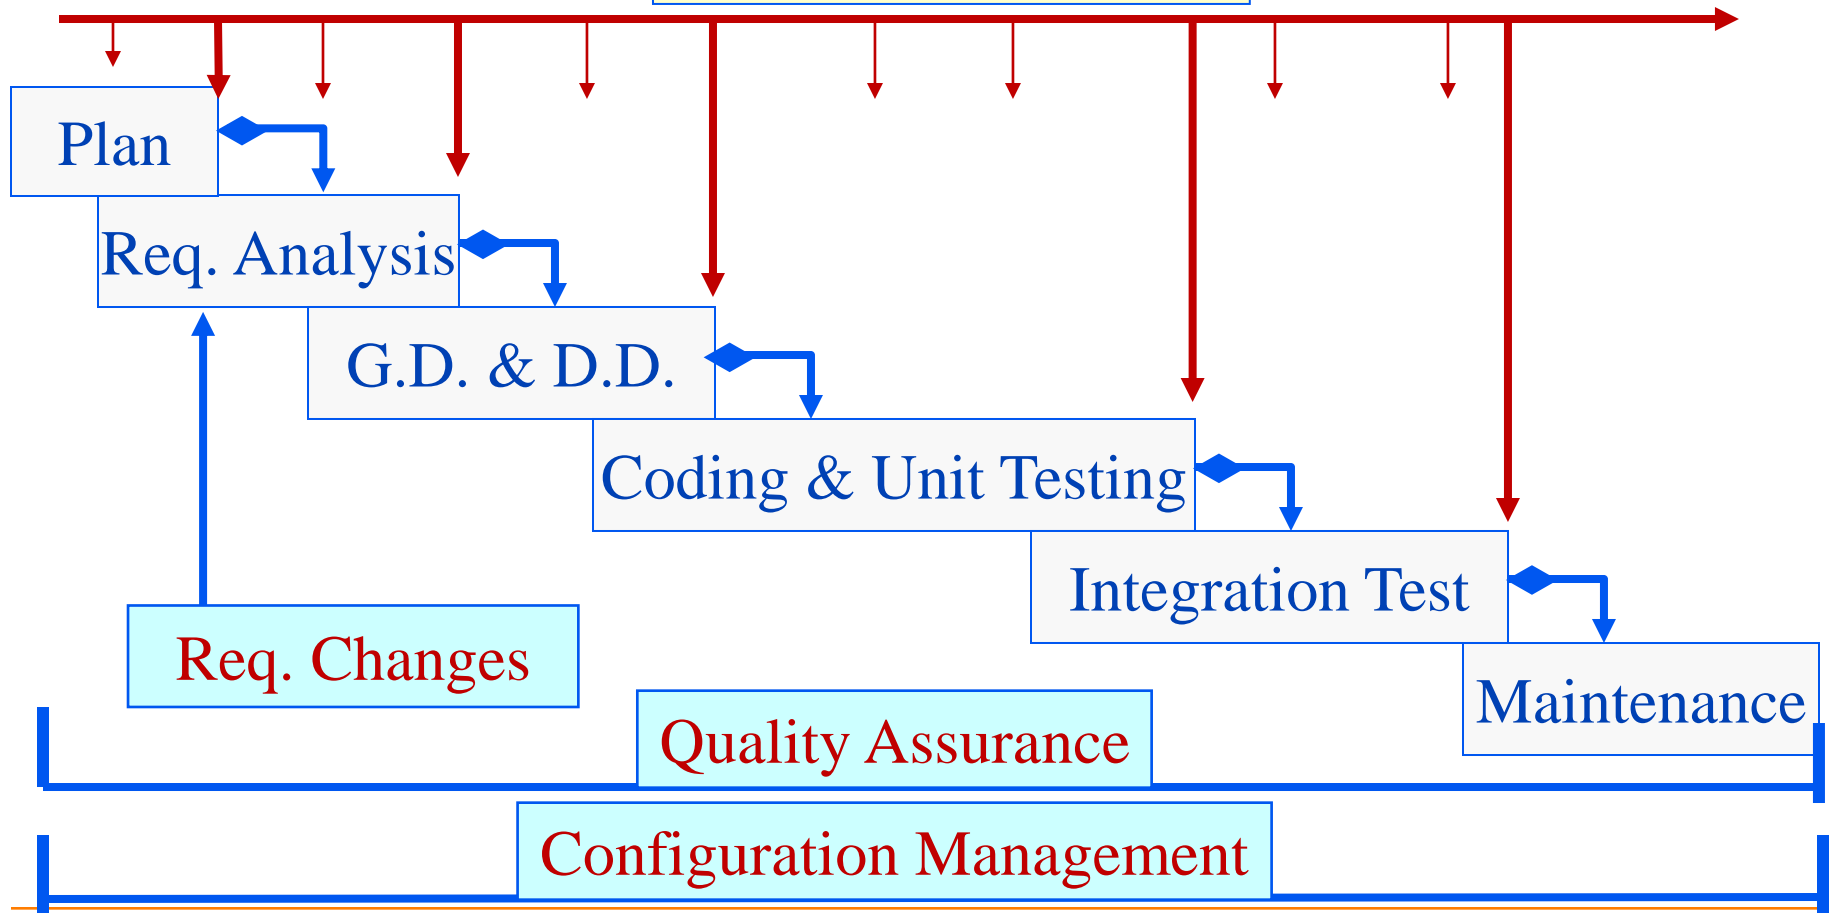 Plan
Req. Analysis
G.D. & D.D.
Coding & Unit Testing
Integration Test
Req. Changes
Maintenance
Quality Assurance
Configuration Management